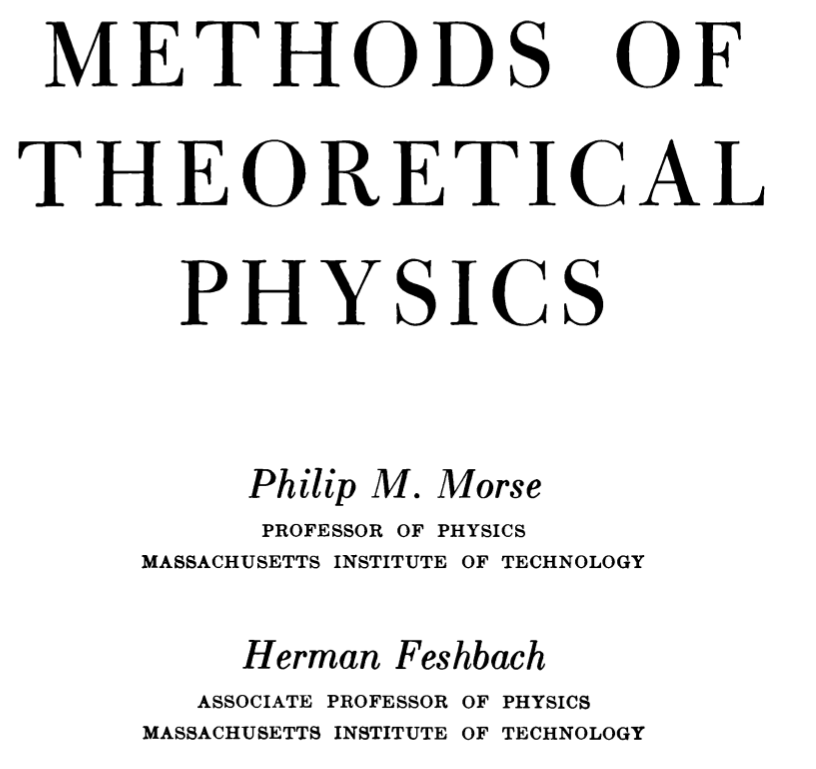 METHODS OF
THEORETICAL
PHYSICS
Philip M. Morse
PROFESSOR OF PHYSICS
MASSACHUSETTS INSTITUTE OF TECHNOLOGY
Herman Feshbach
ASSOCIATE PROFESSOR OF PHYSICS
MASSACHUSETTS INSTITUTE OF TECHNOLOGY